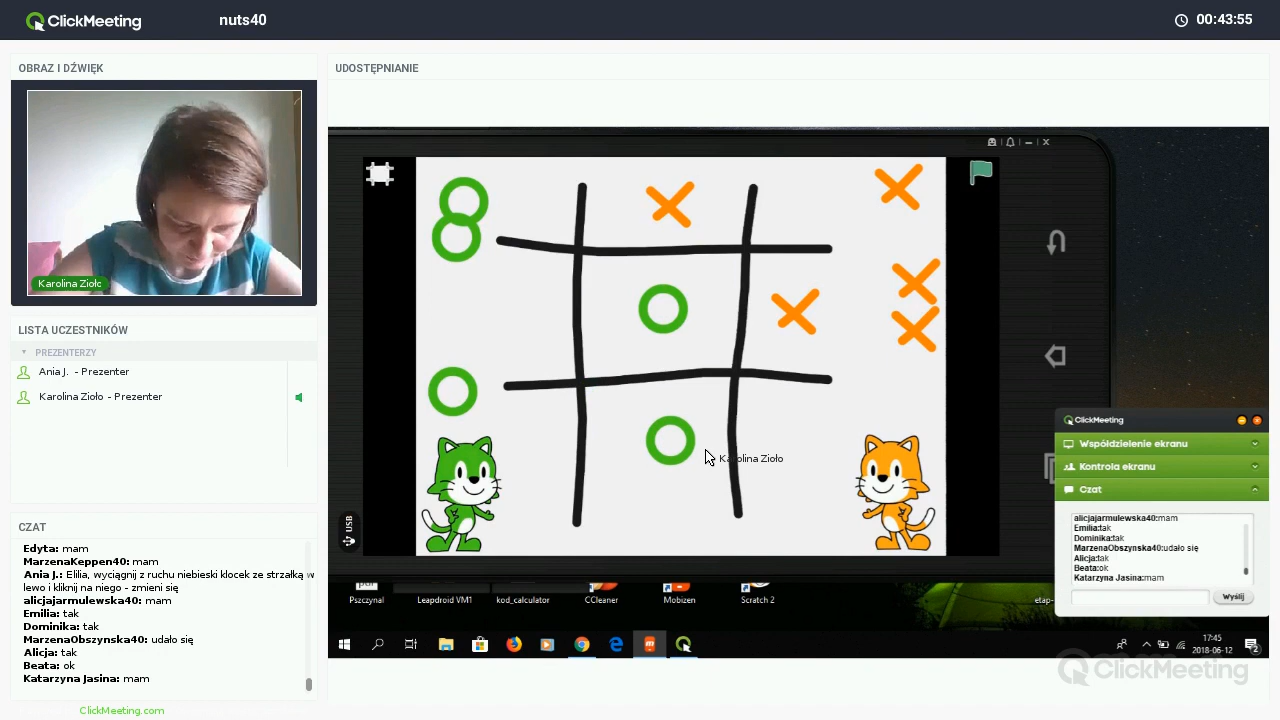 ClickMeeting
nuts40
00:43:55
OBRAZ I DŹWIĘK
Karolina Zioło
LISTA UCZESTNIKÓW
PREZENTERZY
Ania J. - Prezenter
Karolina Zioło - Prezenter
CZAT
Edyta: mam
MarzenaKeppen40: mam
Ania J.: Elilia, wyciągnij z ruchu niebieski klocek ze strzałką w
lewo i kliknij na niego - zmieni się
alicjajarmulewska40: mam
Emilia: tak
Dominika: tak
MarzenaObszynska40: udało się
Alicja: tak
Beata: ok
Katarzyna Jasina: mam
ClickMeeting.com
UDOSTĘPNIANIE
Karolina Zioło
USB
Pszczynal
Leapdroid VM1
kod_calculator
CCleaner
Mobizen
Scratch 2
etap-
ClickMeeting
Współdzielenie ekranu
Kontrola ekranu
Czat
alicjajarmulewska40:mam
Emilia:tak
Dominika:tak
MarzenaObszynska40:udało się
Alicja:tak
Beata:ok
Katarzyna Jasina:mam
Wyślij
17:45
2018-06-12
2
ClickMeeting